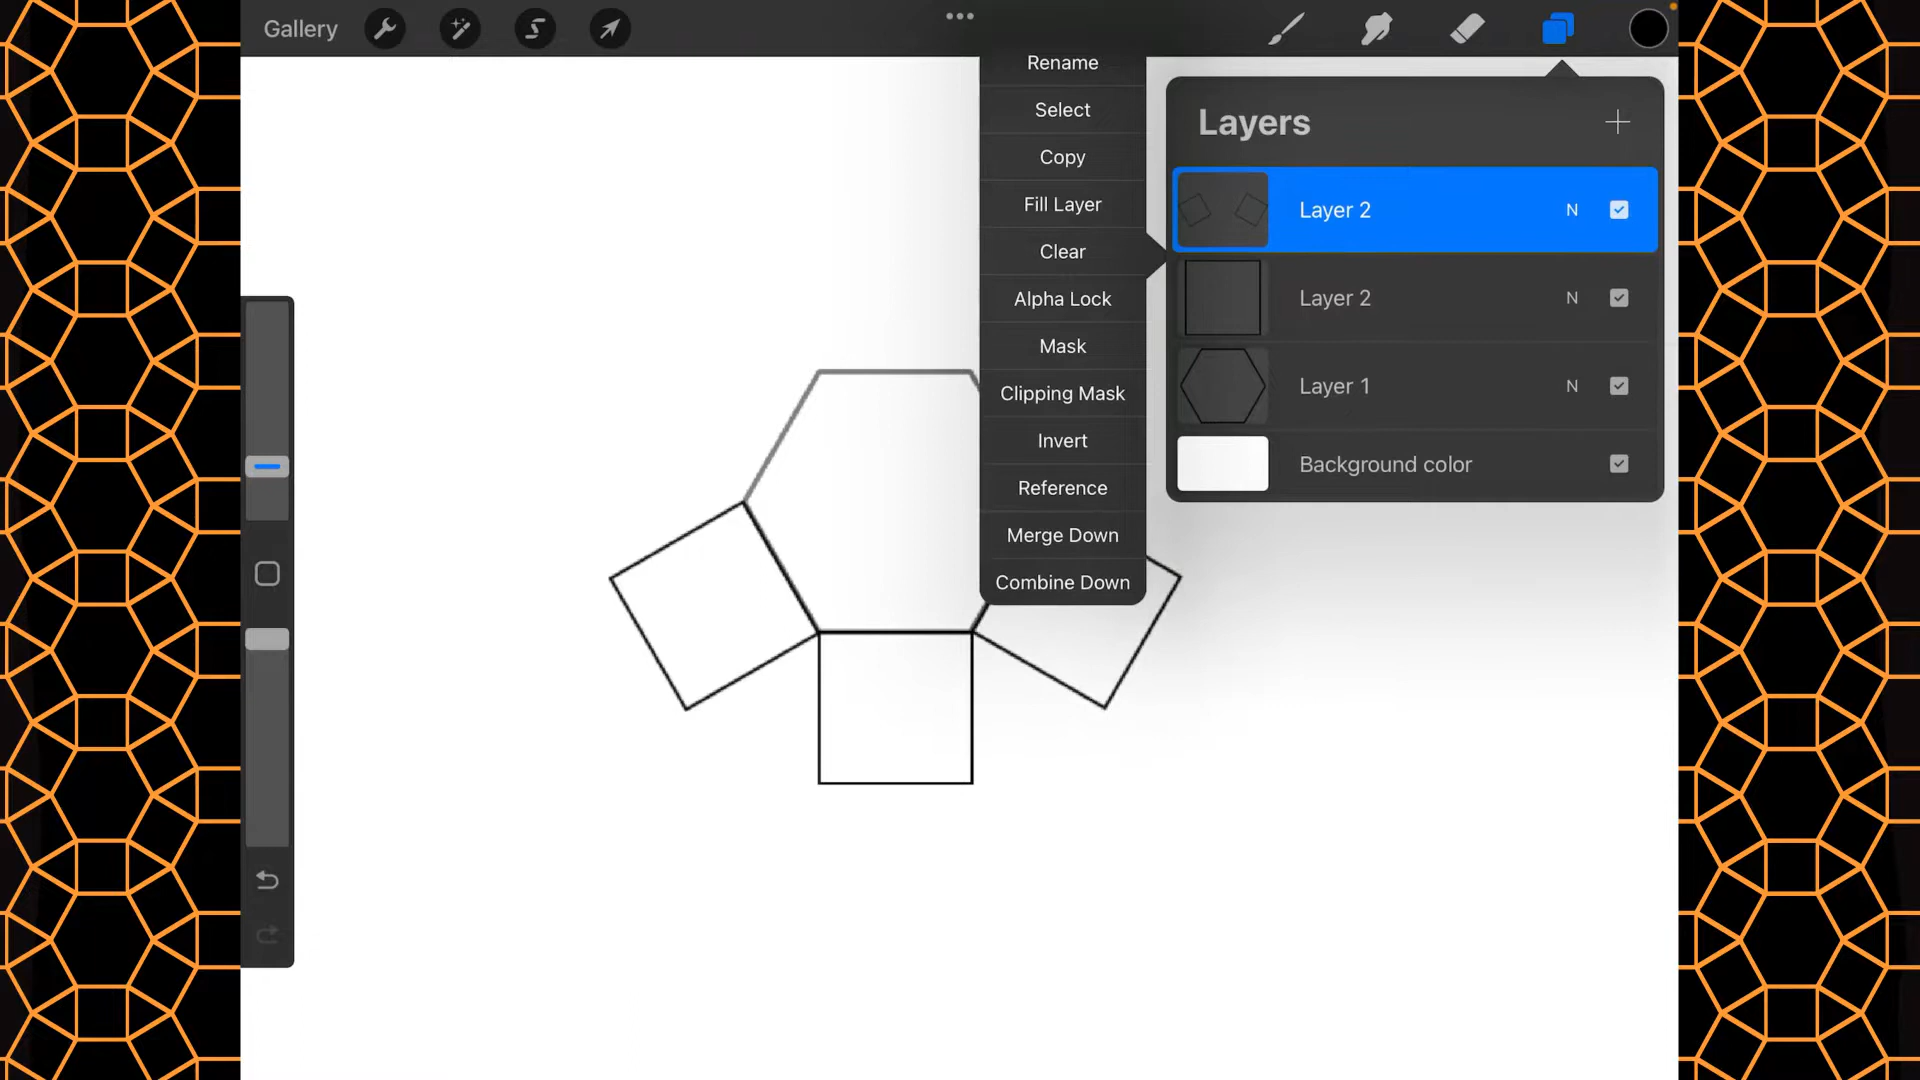 Gallery
Rename
Select
Copy
Fill Layer
Clear
Alpha Lock
Mask
Clipping Mask
Invert
Reference
Merge Down
Combine Down
Layers
Layer 2 N
Layer 2 N
Layer 1 N
Background color